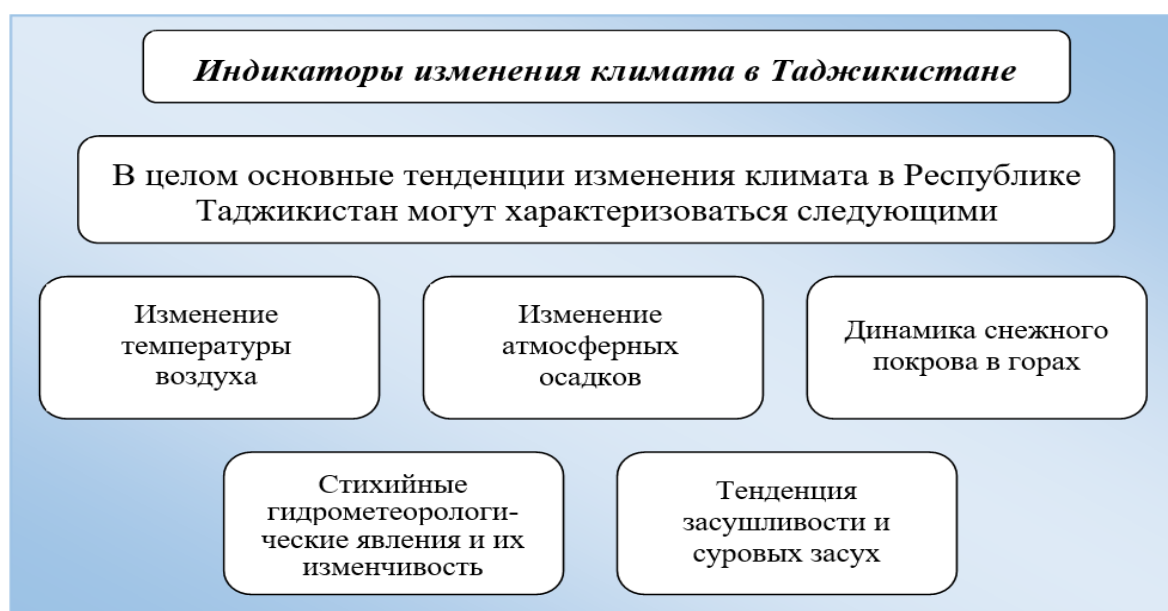 Индикаторы изменения климата в Таджикистане
В целом основные тенденции изменения климата в Республике
Таджикистан могут характеризоваться следующими
Изменение
температуры
воздуха
Изменение
атмосферных
осадков
Динамика снежного
покрова в горах
Стихийные
гидрометеорологи-
ческие явления и их
изменчивость
Тенденция
засушливости и
суровых засух